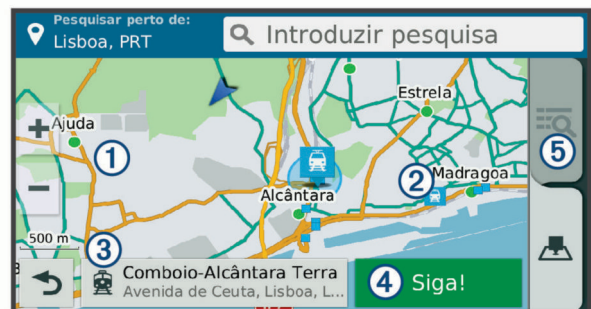 Pesquisar perto de:
Lisboa, PRT
Introduzir pesquisa
Estrela
Ajuda
1
5
2
Madragoa
Alcântara
500 m
3
Comboio-Alcântara Terra
Avenida de Ceuta, Lisboa, L...
4
Siga!